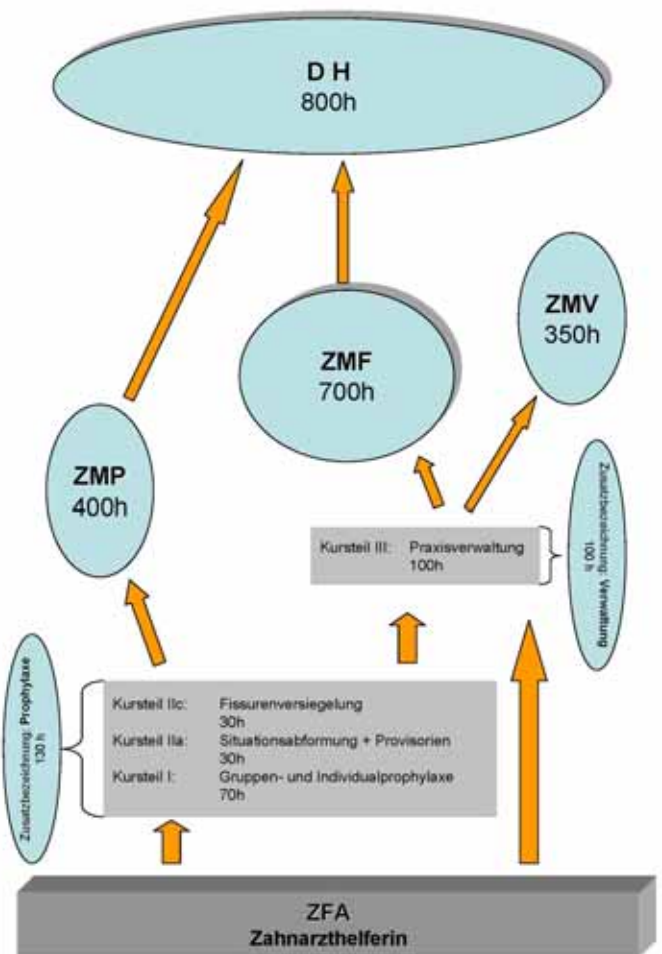 D H
800h
ZMV
350h
ZMF
700h
ZMP
400h
Kursteil III: Praxisverwaltung
100h
Zusatzbezeichnung: Verwaltung
100 h
Kursteil IIc: Fissurenversiegelung
30h
Kursteil IIa: Situationsabformung + Provisorien
30h
Kursteil I: Gruppen- und Individualprophylaxe
70h
Zusatzbezeichnung: Prophylaxe
130 h
ZFA
Zahnarzthelferin